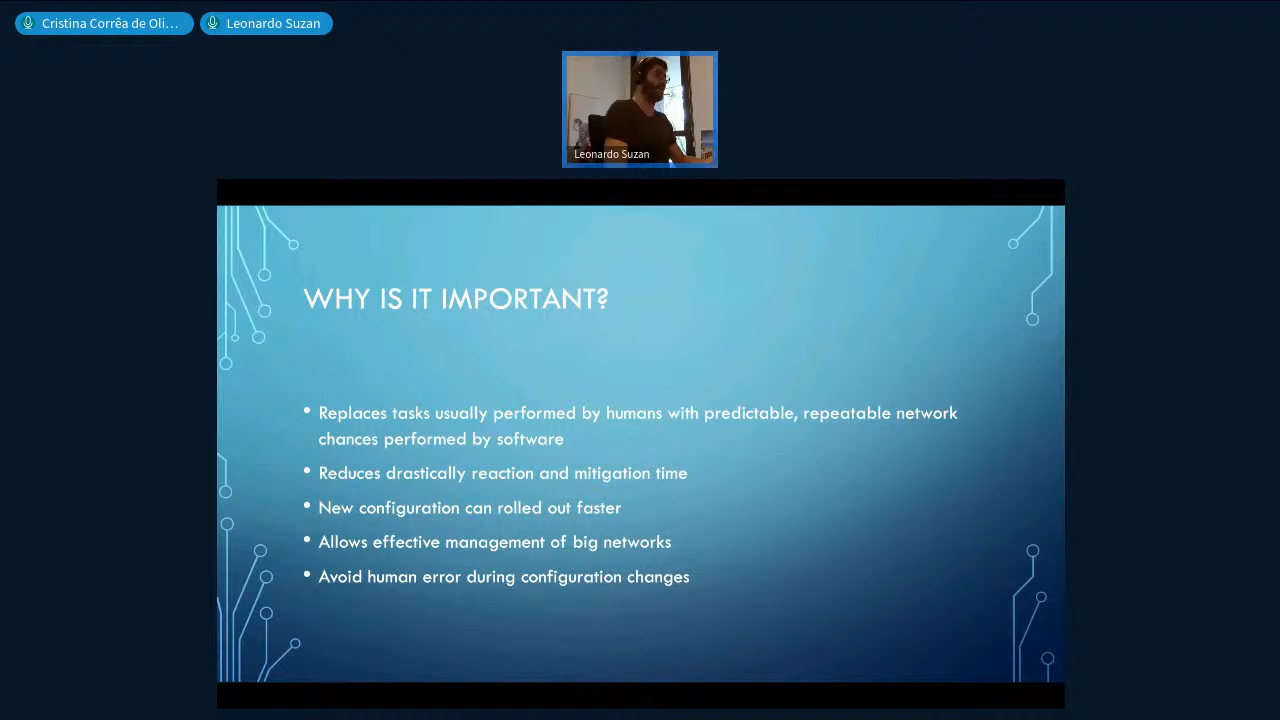 Cristina Corrêa de Oli...
Leonardo Suzan
Leonardo Suzan
WHY IS IT IMPORTANT?
• Replaces tasks usually performed by humans with predictable, repeatable network
chances performed by software
• Reduces drastically reaction and mitigation time
• New configuration can rolled out faster
• Allows effective management of big networks
• Avoid human error during configuration changes